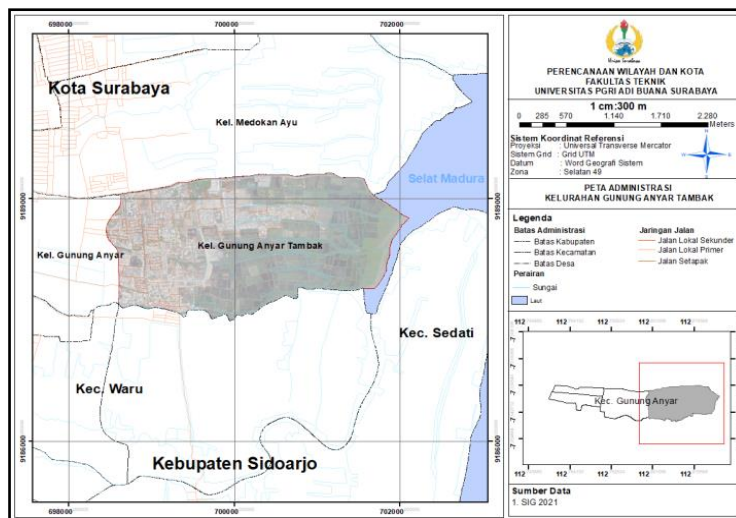 698000
700000
702000
9189000
9186000
Kota Surabaya
Kel. Medokan Ayu
Selat Madura
Kel. Gunung Anyar
Kel. Gunung Anyar Tambak
Kec. Sedati
Kec. Waru
Kebupaten Sidoarjo
698000
700000
702000
9189000
9186000
PERENCANAAN WILAYAH DAN KOTA
FAKULTAS TEKNIK
UNIVERSITAS PGRI ADI BUANA SURABAYA
1 cm:300 m
0 285 570 1.140 1.710 2.280
Meters
Sistem Koordinat Referensi
Proyeksi : Universal Transverse Mercator
Sistem Grid : Grid UTM
Datum : Word Geografi Sistem
Zona : Selatan 49
PETA ADMINISTRASI
KELURAHAN GUNUNG ANYAR TAMBAK
Legenda
Batas Administrasi
Batas Kabupaten
Batas Kecamatan
Batas Desa
Perairan
Sungai
Laut
Jaringan Jalan
Jalan Lokal Sekunder
Jalan Lokal Primer
Jalan Setapak
112 112 112 112 112
Kec. Gunung Anyar
112 112 112 112 112
Sumber Data
1. SIG 2021